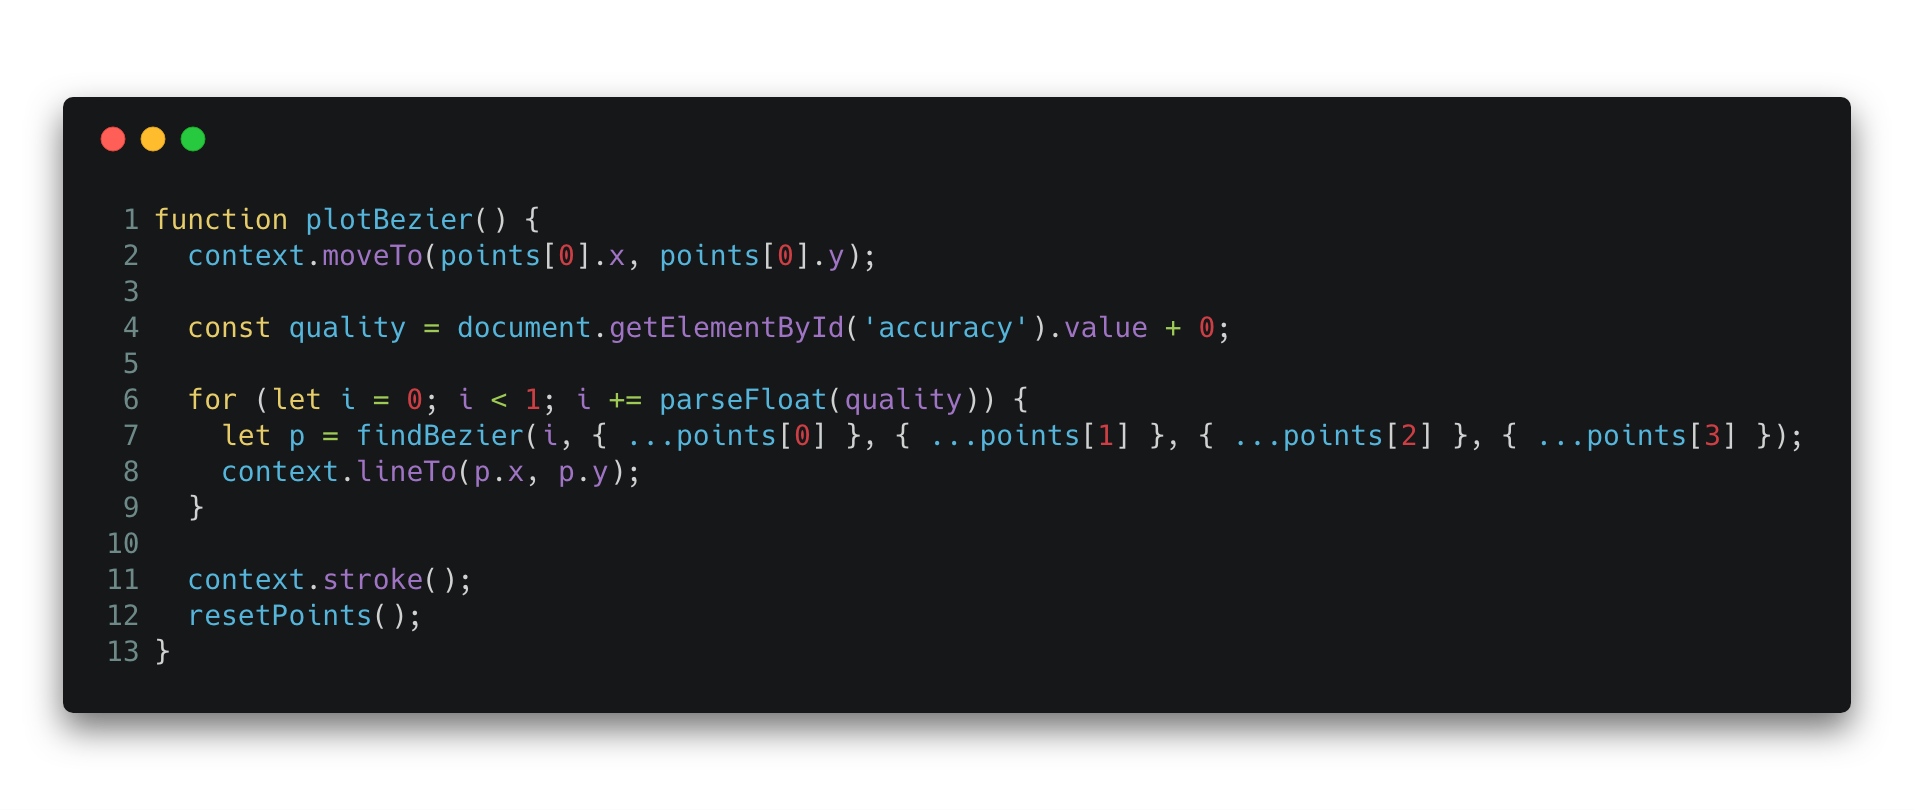 1 function plotBezier() {
2   context.moveTo(points[0].x, points[0].y);
3
4   const quality = document.getElementById('accuracy').value + 0;
5
6   for (let i = 0; i < 1; i += parseFloat(quality)) {
7     let p = findBezier(i, { ...points[0] }, { ...points[1] }, { ...points[2] }, { ...points[3] });
8     context.lineTo(p.x, p.y);
9   }
10
11   context.stroke();
12   resetPoints();
13 }